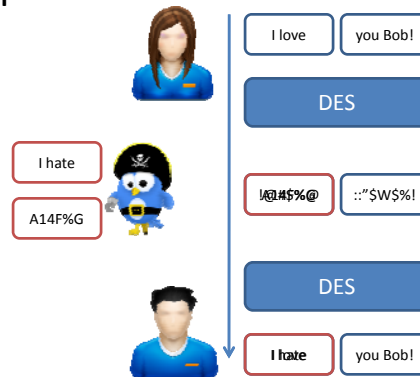 I love
you Bob!
DES
I hate
A14F%G
::”$W$%!
DES
you Bob!